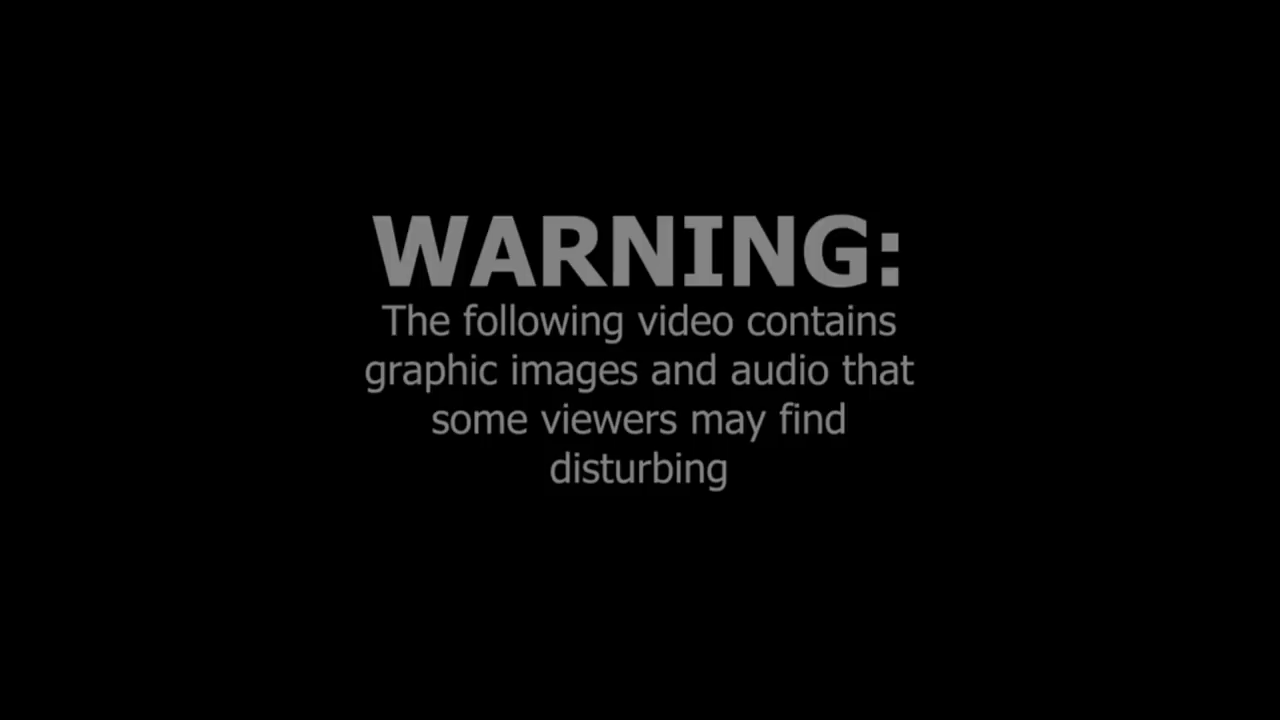 WARNING:
The following video contains
graphic images and audio that
some viewers may find
disturbing